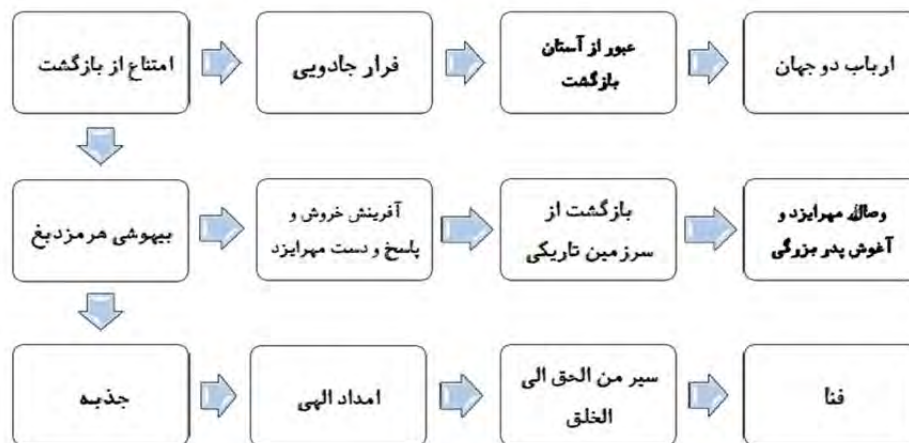 امتناع از بازگشت
فرار جادویی
عبور از آستان
بازگشت
ارباب دو جهان
بیهوشی هرمزدبغ
آفرینش خروش و
پاسخ و دست مهرایزد
بازگشت از
سرزمین تاریکی
وصال مهرایزد و
آغوش پدر بزرگی
جذبه
امداد الهی
سیر من الحق الی
الخلق
فنا